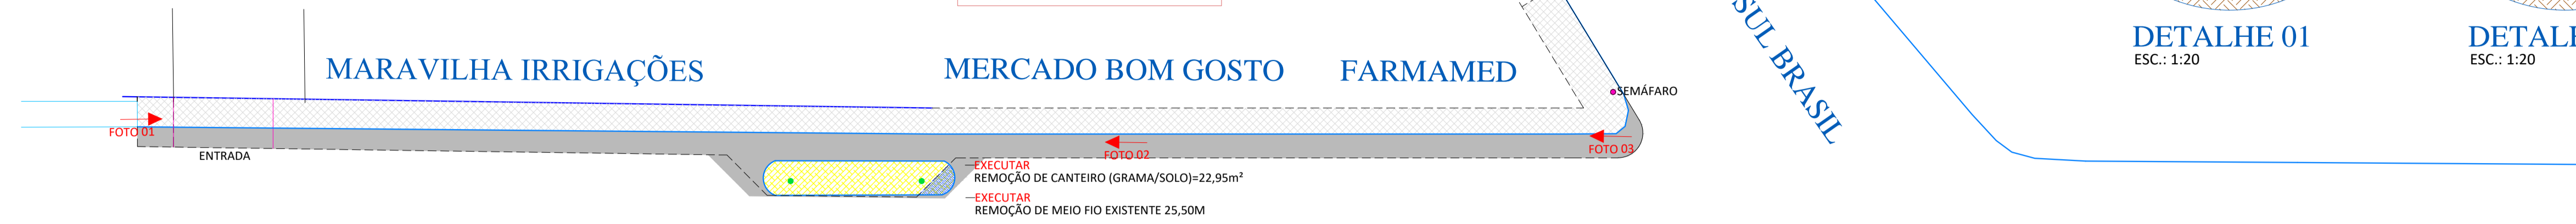 SUL BRASIL
DETALHE 01
ESC.: 1:20
ESC.: 1:20
MARAVILHA IRRIGAÇÕES
MERCADO BOM GOSTO
FARMAMED
SEMÁFARO
FOTO 01
ENTRADA
FOTO 02
FOTO 03
EXECUTAR
REMOÇÃO DE CANTEIRO (GRAMA/SOLO)=22,95m²
EXECUTAR
REMOÇÃO DE MEIO FIO EXISTENTE 25,50M